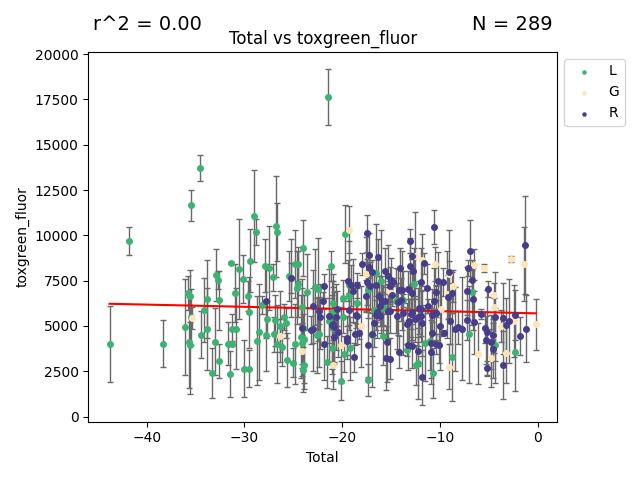 r^2 = 0.00
N = 289
Total vs toxgreen_fluor
20000
17500
15000
12500
10000
7500
5000
2500
0
toxgreen_fluor
−40
−30
−20
−10
0
Total
L
G
R